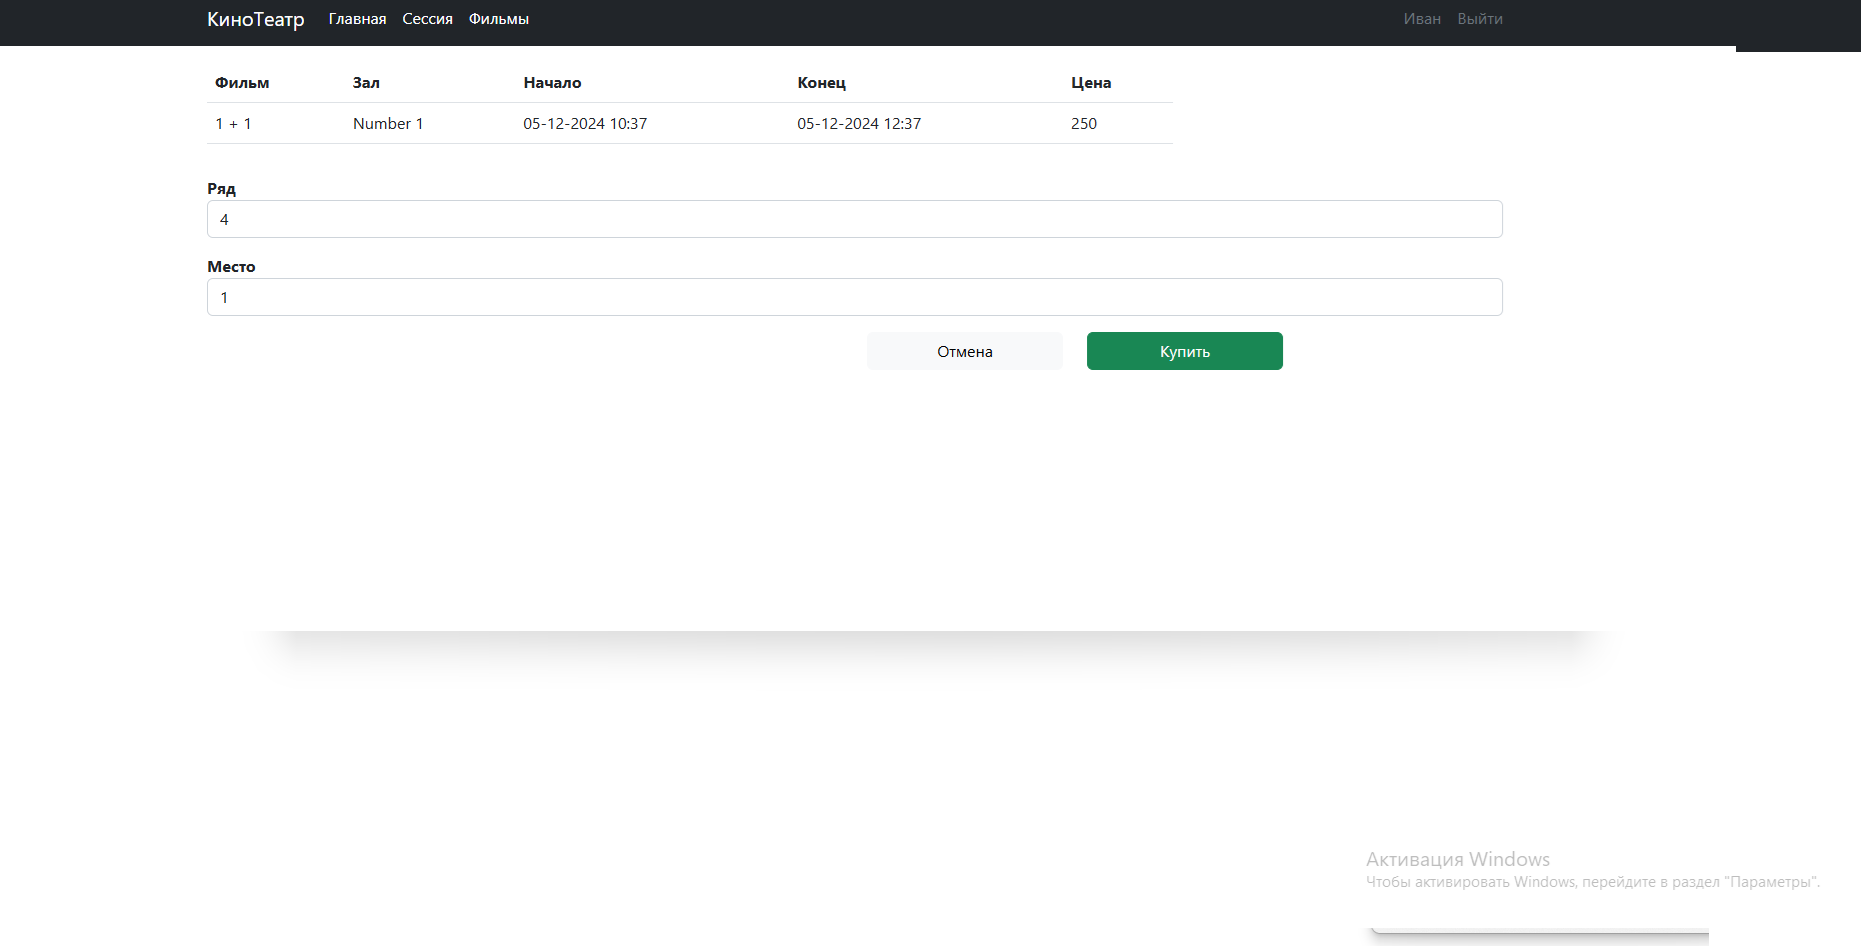 КиноТеатр Главная Сессия Фильмы Иван Выйти
Фильм Зал Начало Конец Цена
1 + 1 Number 1 05-12-2024 10:37 05-12-2024 12:37 250
Ряд
4
Место
1
Отмена Купить
Активация Windows
Чтобы активировать Windows, перейдите в раздел "Параметры".